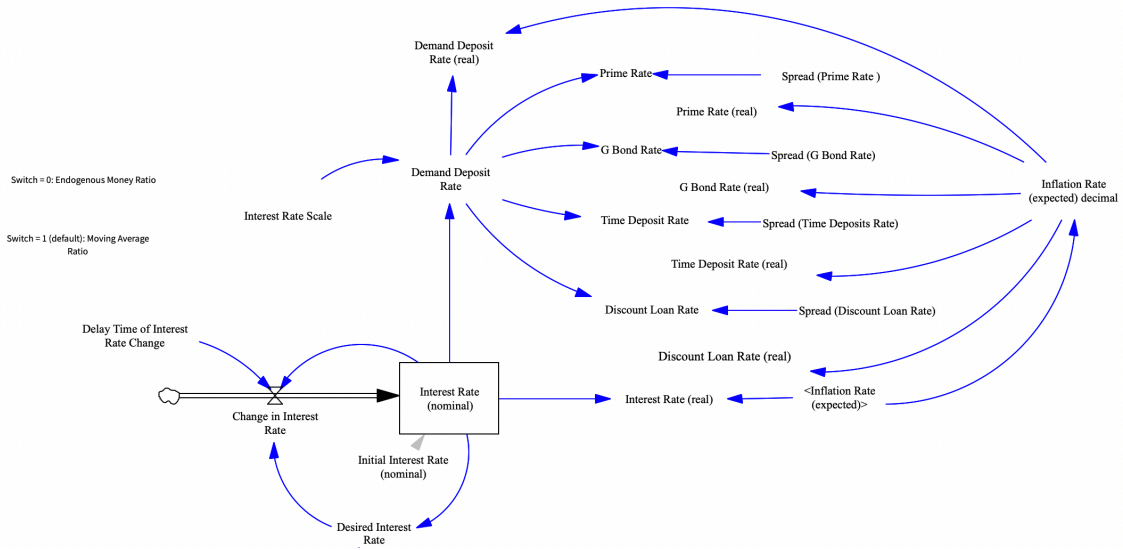 Demand Deposit
Rate (real)
Prime Rate
Spread (Prime Rate )
Prime Rate (real)
G Bond Rate
Spread (G Bond Rate)
Switch = 0: Endogenous Money Ratio
Demand Deposit
Rate
G Bond Rate (real)
Inflation Rate
(expected) decimal
Interest Rate Scale
Time Deposit Rate
Spread (Time Deposits Rate)
Switch = 1 (default): Moving Average
Ratio
Time Deposit Rate (real)
Discount Loan Rate
Spread (Discount Loan Rate)
Delay Time of Interest
Rate Change
Discount Loan Rate (real)
Interest Rate
(nominal)
Interest Rate (real)
<Inflation Rate
(expected)>
Change in Interest
Rate
Initial Interest Rate
(nominal)
Desired Interest
Rate